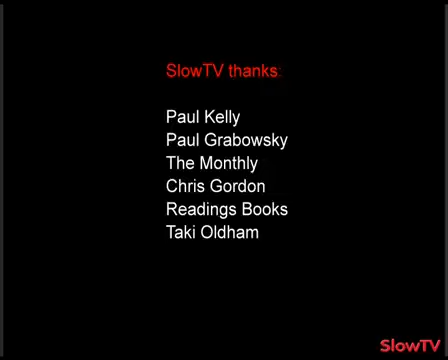 SlowTV thanks:
Paul Kelly
Paul Grabowsky
The Monthly
Chris Gordon
Readings Books
Taki Oldham
SlowTV